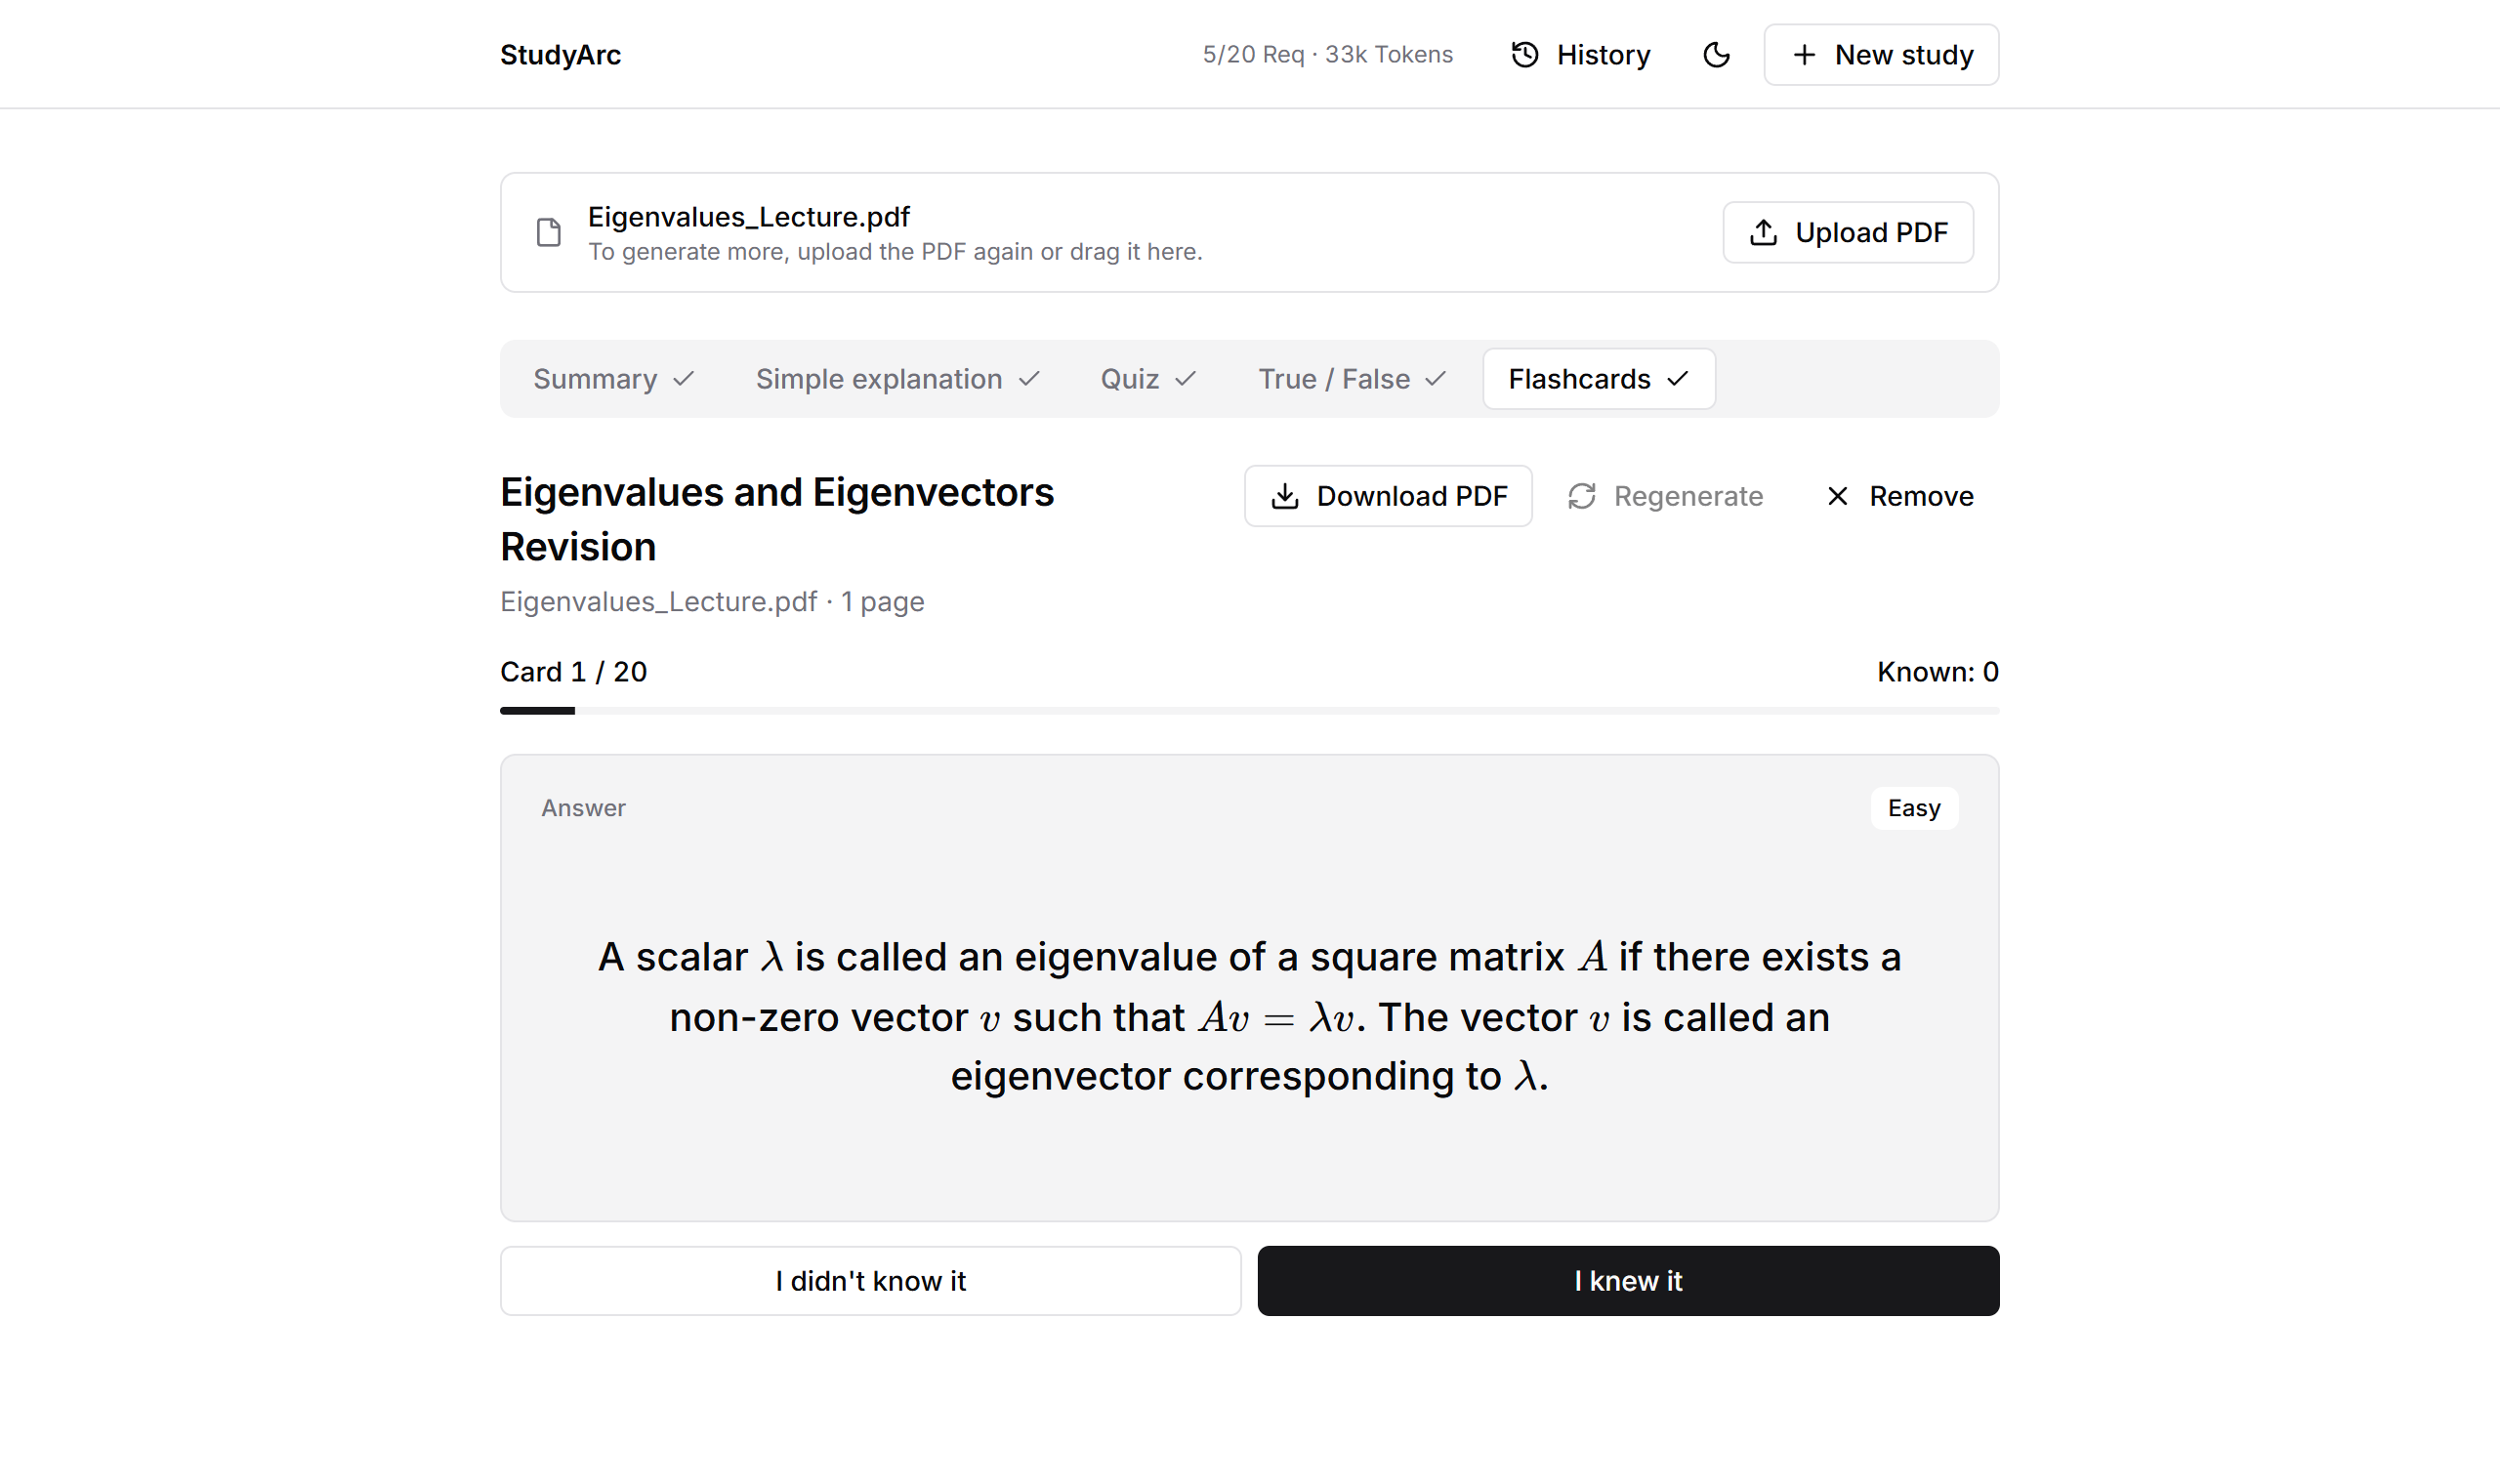 StudyArc
5/20 Req · 33k Tokens
History
New study
Eigenvalues_Lecture.pdf
To generate more, upload the PDF again or drag it here.
Upload PDF
Summary
Simple explanation
Quiz
True / False
Flashcards
Eigenvalues and Eigenvectors
Revision
Download PDF
Regenerate
Remove
Eigenvalues_Lecture.pdf · 1 page
Card 1 / 20
Known: 0
Answer
Easy
A scalar λ is called an eigenvalue of a square matrix A if there exists a
non-zero vector v such that Av = λv. The vector v is called an
eigenvector corresponding to λ.
I didn't know it
I knew it